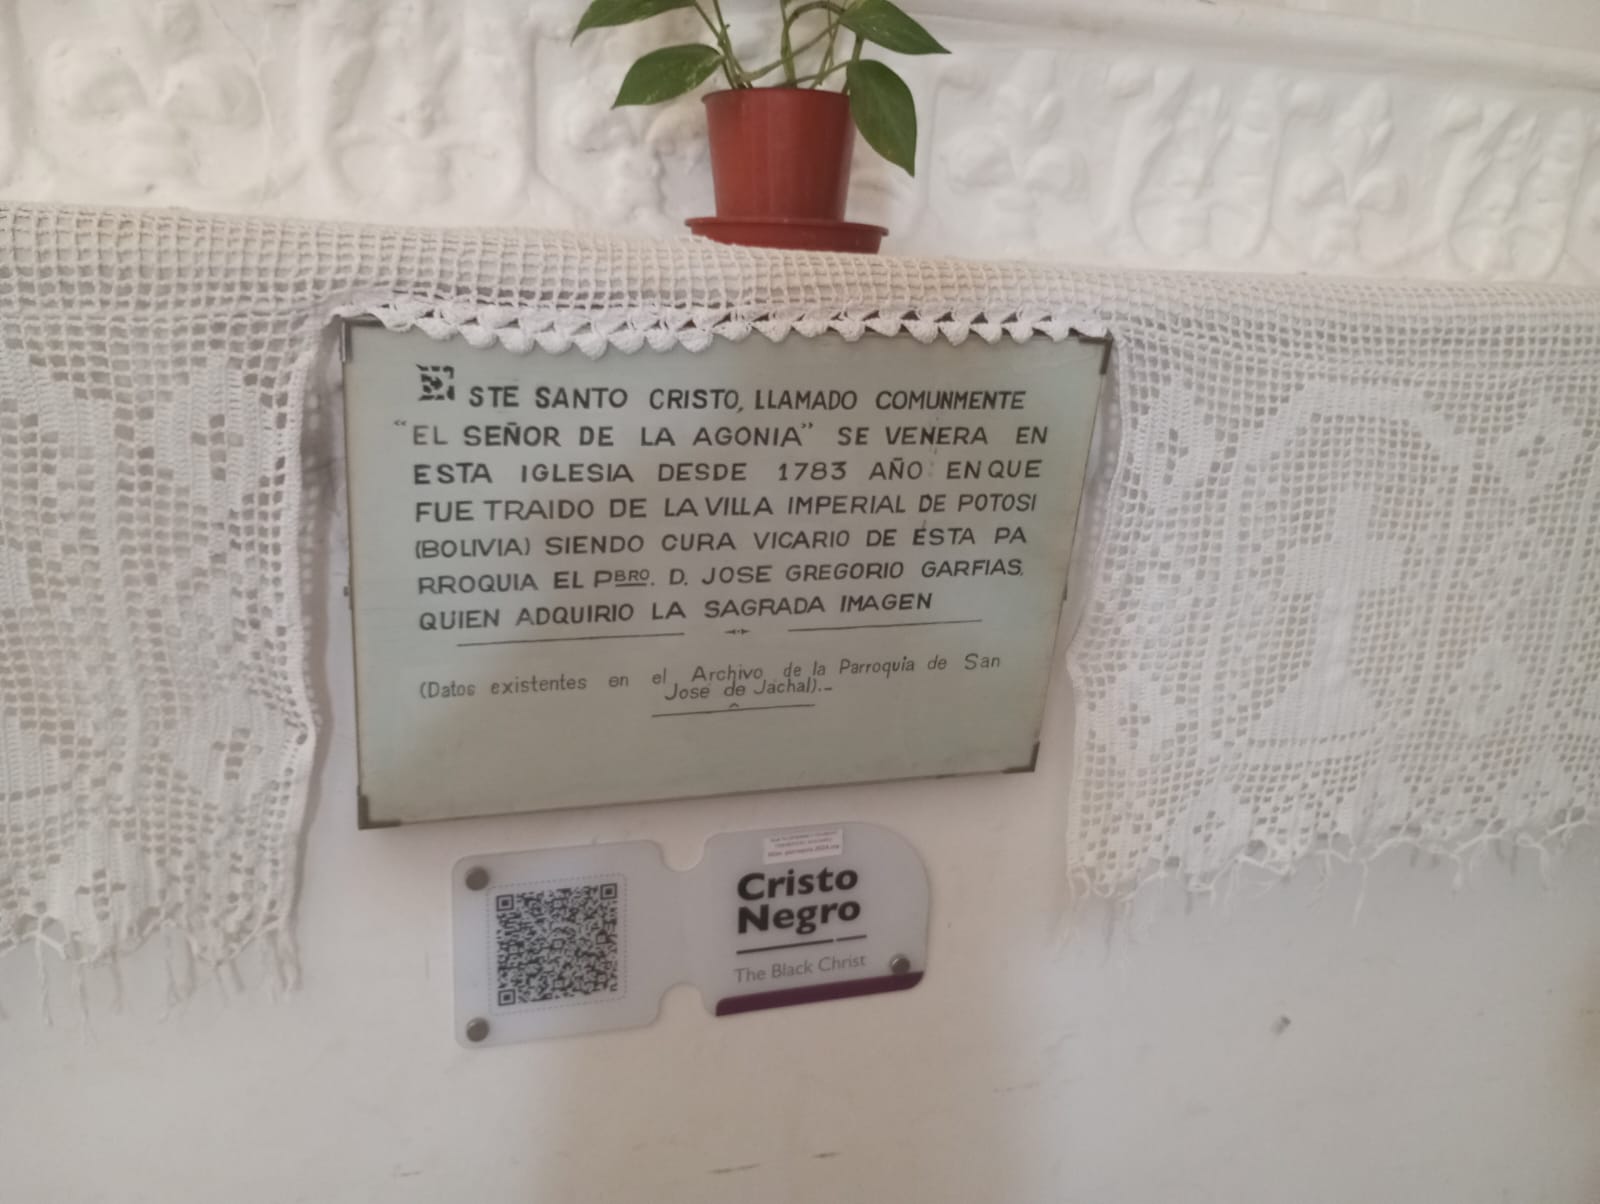 ESTE SANTO CRISTO, LLAMADO COMUNMENTE
“EL SEÑOR DE LA AGONIA” SE VENERA EN
ESTA IGLESIA DESDE 1783 AÑO EN QUE
FUE TRAIDO DE LA VILLA IMPERIAL DE POTOSI
(BOLIVIA) SIENDO CURA VICARIO DE ESTA PA
RROQUIA EL PBRO. D. JOSE GREGORIO GARFIAS.
QUIEN ADQUIRIO LA SAGRADA IMAGEN
(Datos existentes en el Archivo de la Parroquia de San
José de Jáchal).-
Cristo
Negro
The Black Christ